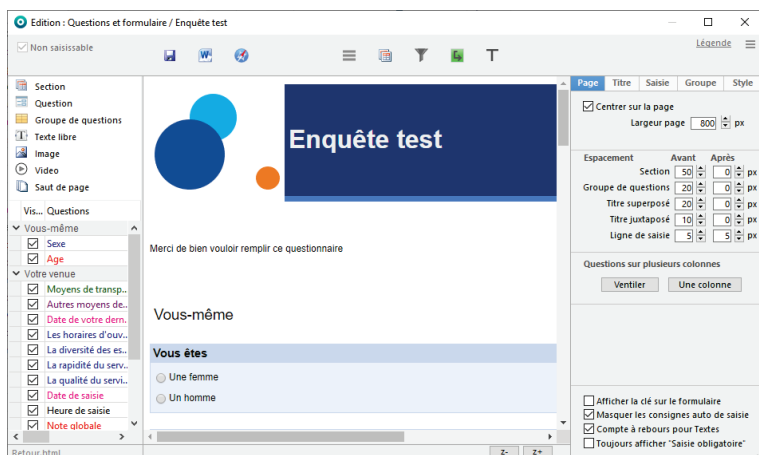 Edition : Questions et formulaire / Enquête test
Non saisissable
Légende
Section
Question
Groupe de questions
Texte libre
Image
Video
Saut de page
Vis... Questions
Vous-même
Sexe
Age
Votre venue
Moyens de transp...
Autres moyens de..
Date de votre dern.
Les horaires d'ouv..
La diversité des es..
La rapidité du serv..
La qualité du servi..
Date de saisie
Heure de saisie
Note globale
Retour html
Enquête test
Merci de bien vouloir remplir ce questionnaire
Vous-même
Vous êtes
Une femme
Un homme
Z- Z+
Page Titre Saisie Groupe Style
Centrer sur la page
Largeur page 800 px
Espacement Avant Après
Section 50 0 px
Groupe de questions 20 0 px
Titre superposé 20 0 px
Titre juxtaposé 10 0 px
Ligne de saisie 5 5 px
Questions sur plusieurs colonnes
Ventiler Une colonne
Afficher la clé sur le formulaire
Masquer les consignes auto de saisie
Compte à rebours pour Textes
Toujours afficher "Saisie obligatoire"